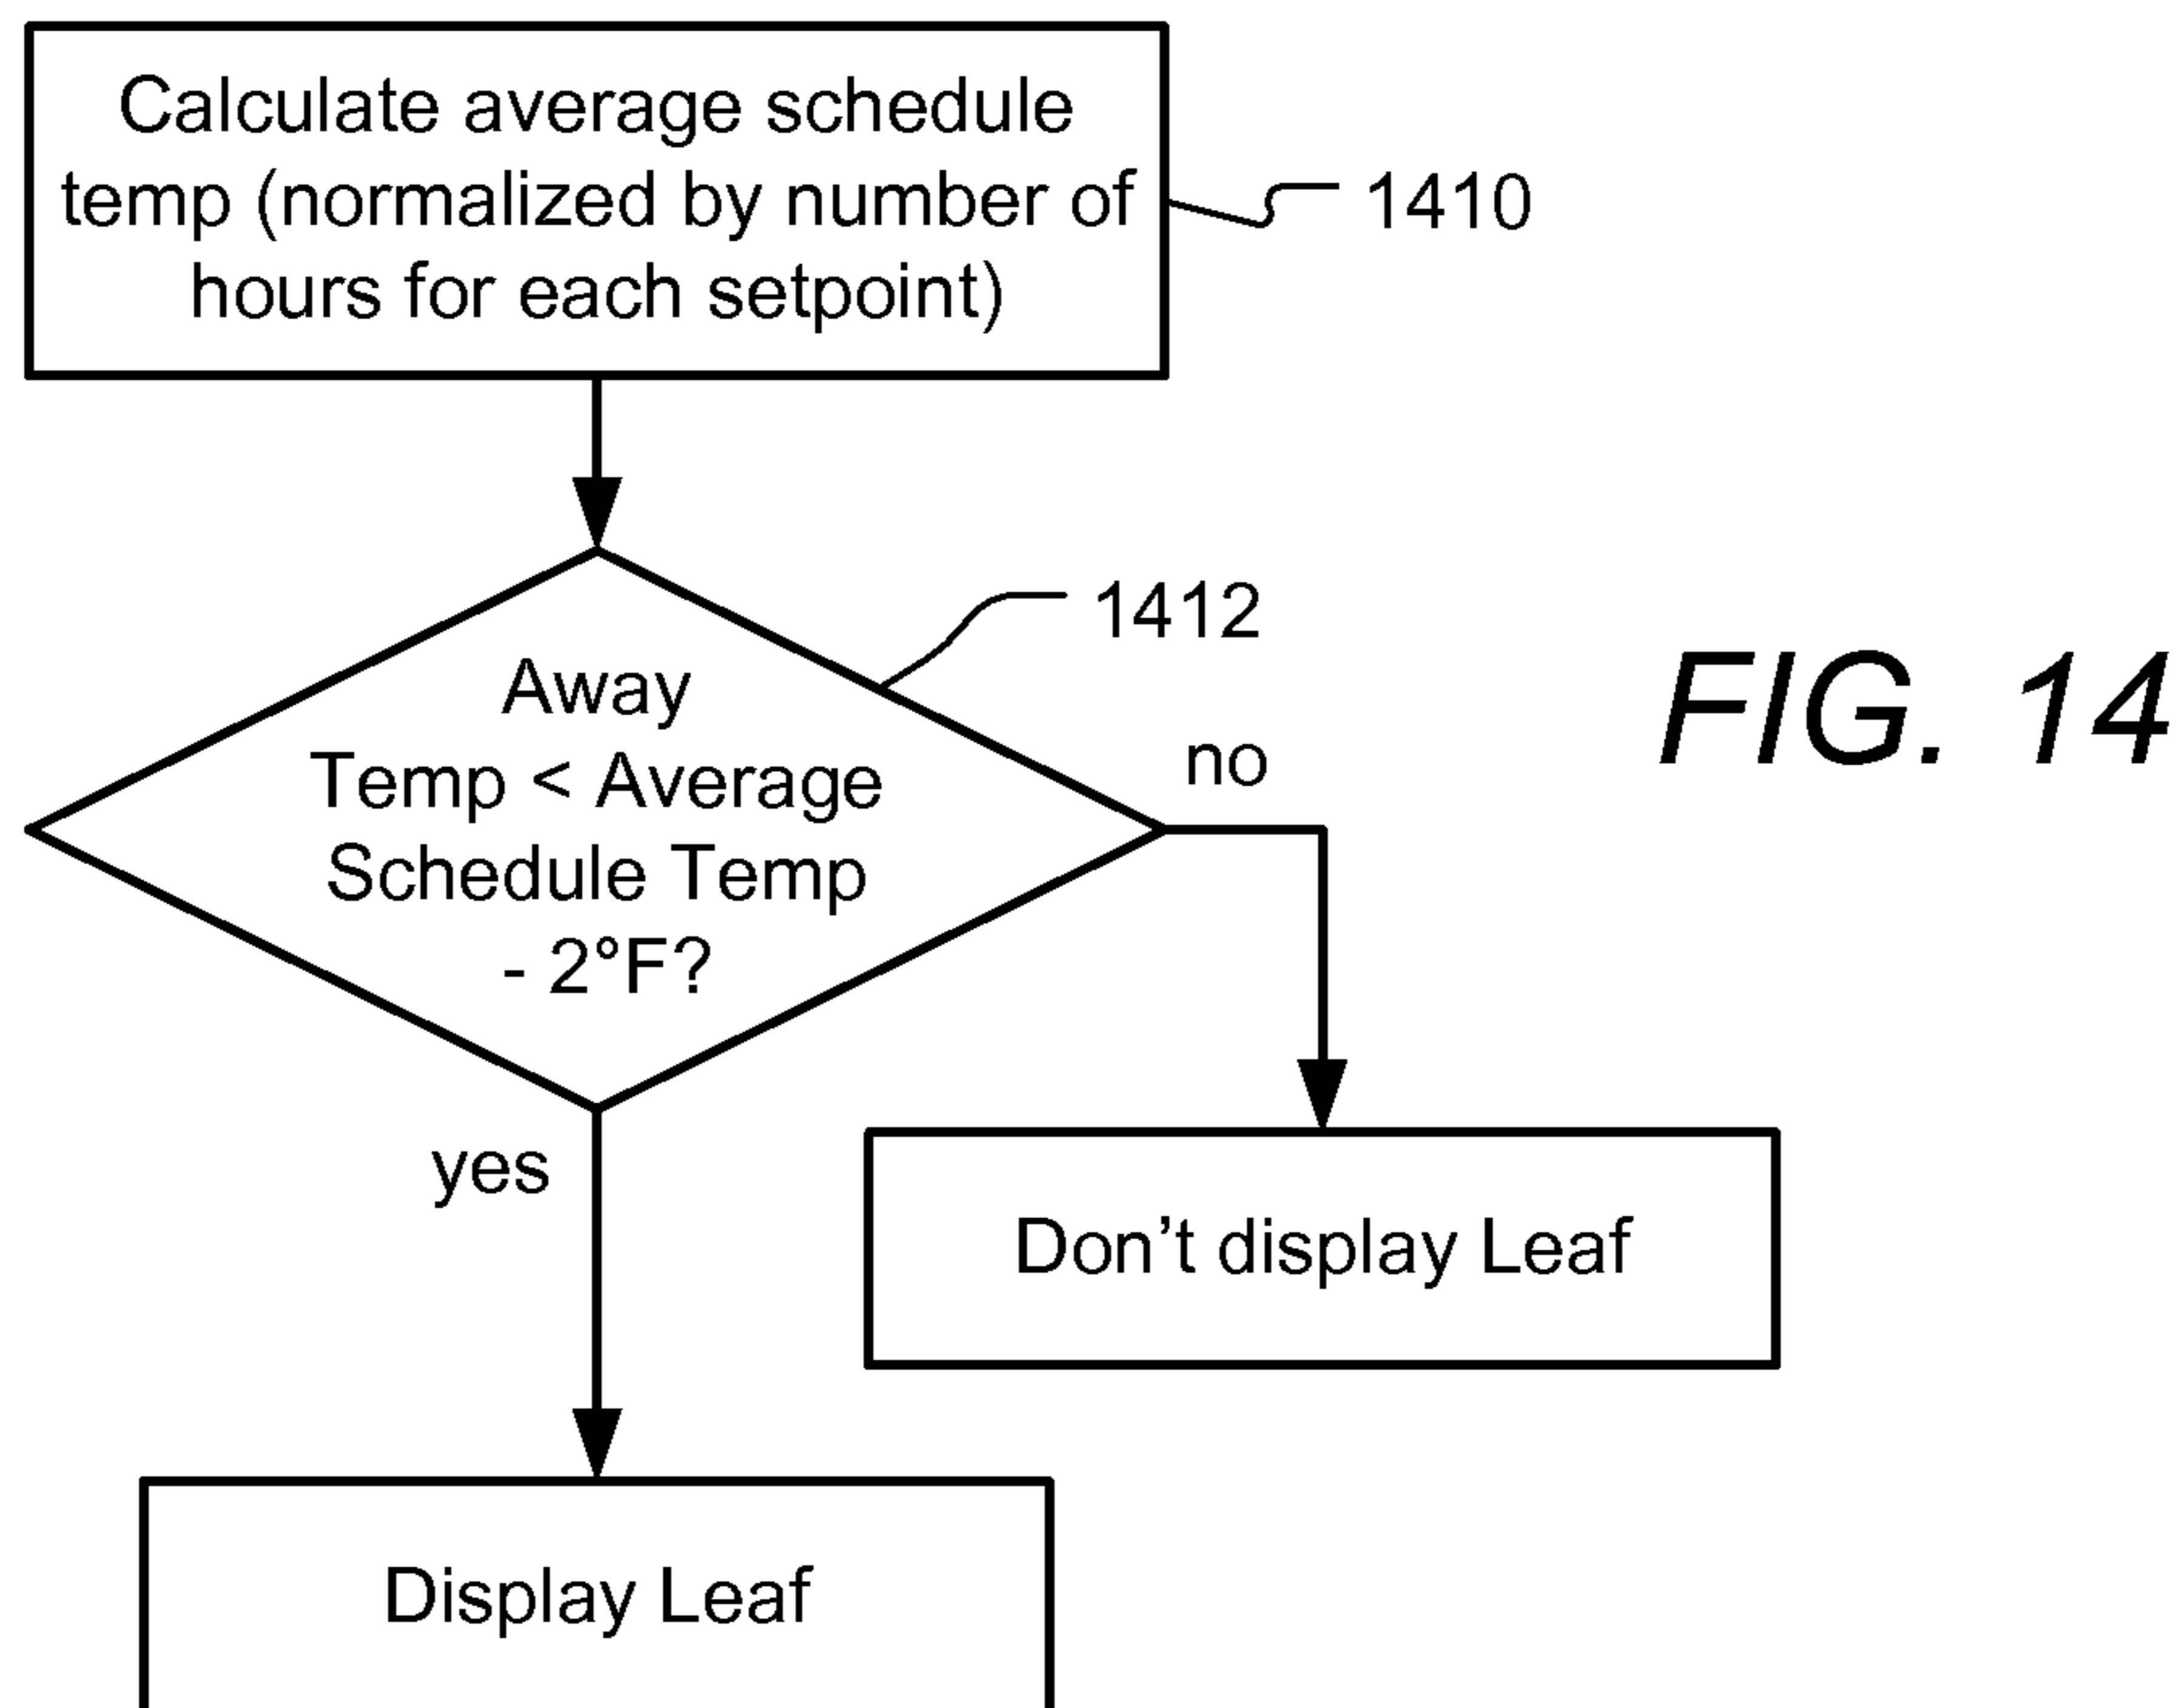 Calculate average schedule
temp (normalized by number of
hours for each setpoint)
1410
1412
Away
Temp < Average
Schedule Temp
- 2°F?
no
FIG. 14
yes
Don't display Leaf
Display Leaf